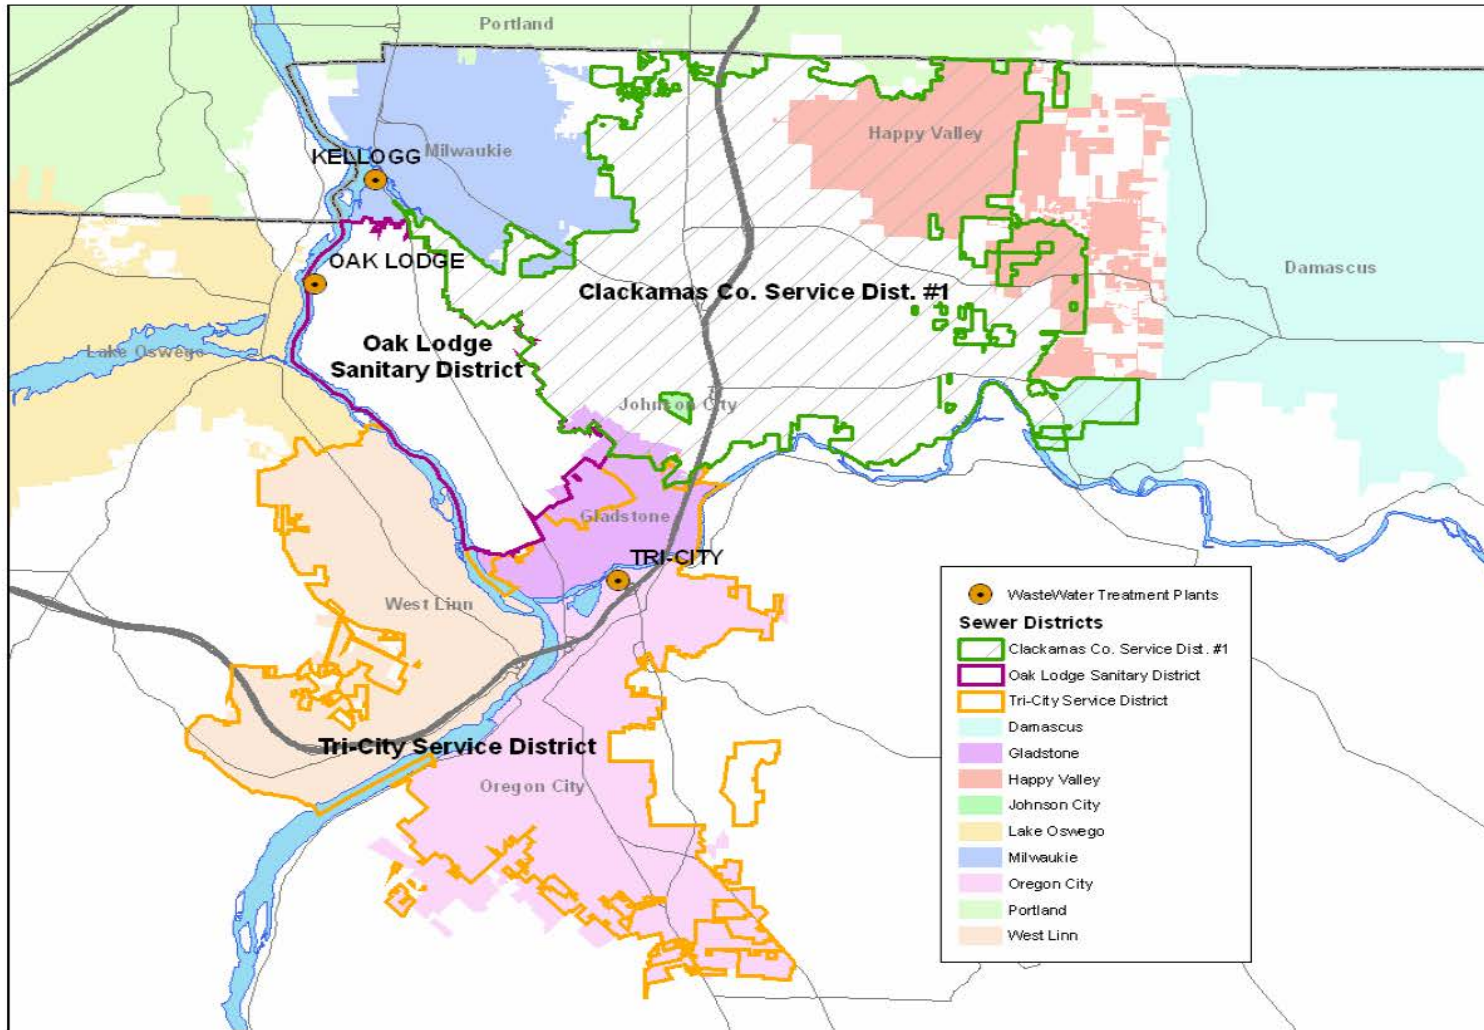 Portland
KELLOGG
Milwaukie
Happy Valley
OAK LODGE
Damascus
Clackamas Co. Service Dist. #1
Oak Lodge
Sanitary District
Lake Oswego
Johnson City
Gladstone
TRI-CITY
West Linn
Tri-City Service District
Oregon City
WasteWater Treatment Plants
Sewer Districts
Clackamas Co. Service Dist. #1
Oak Lodge Sanitary District
Tri-City Service District
Damascus
Gladstone
Happy Valley
Johnson City
Lake Oswego
Milwaukie
Oregon City
Portland
West Linn